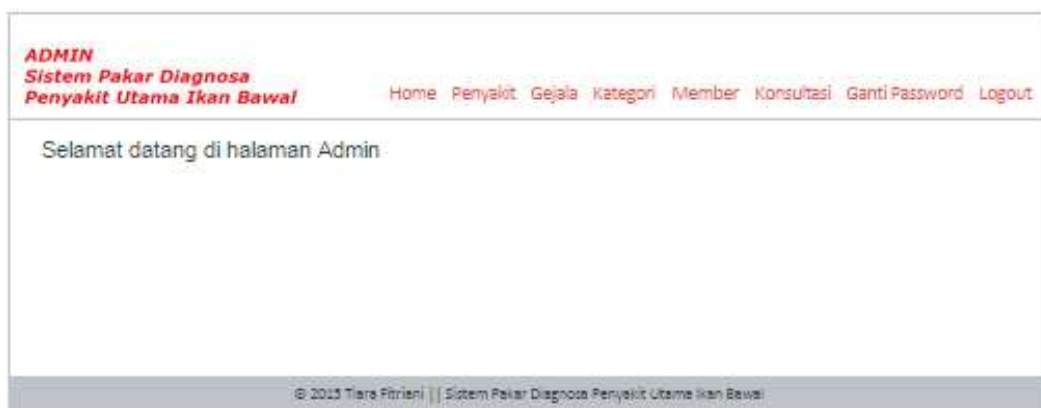 ADMIN
Sistem Pakar Diagnosa
Penyakit Utama Ikan Bawal
Home Penyakit Gejala Kategori Member Konsultasi Ganti Password Logout
Selamat datang di halaman Admin
© 2015 Tiara Fitriani || Sistem Pakar Diagnosa Penyakit Utama Ikan Bawal